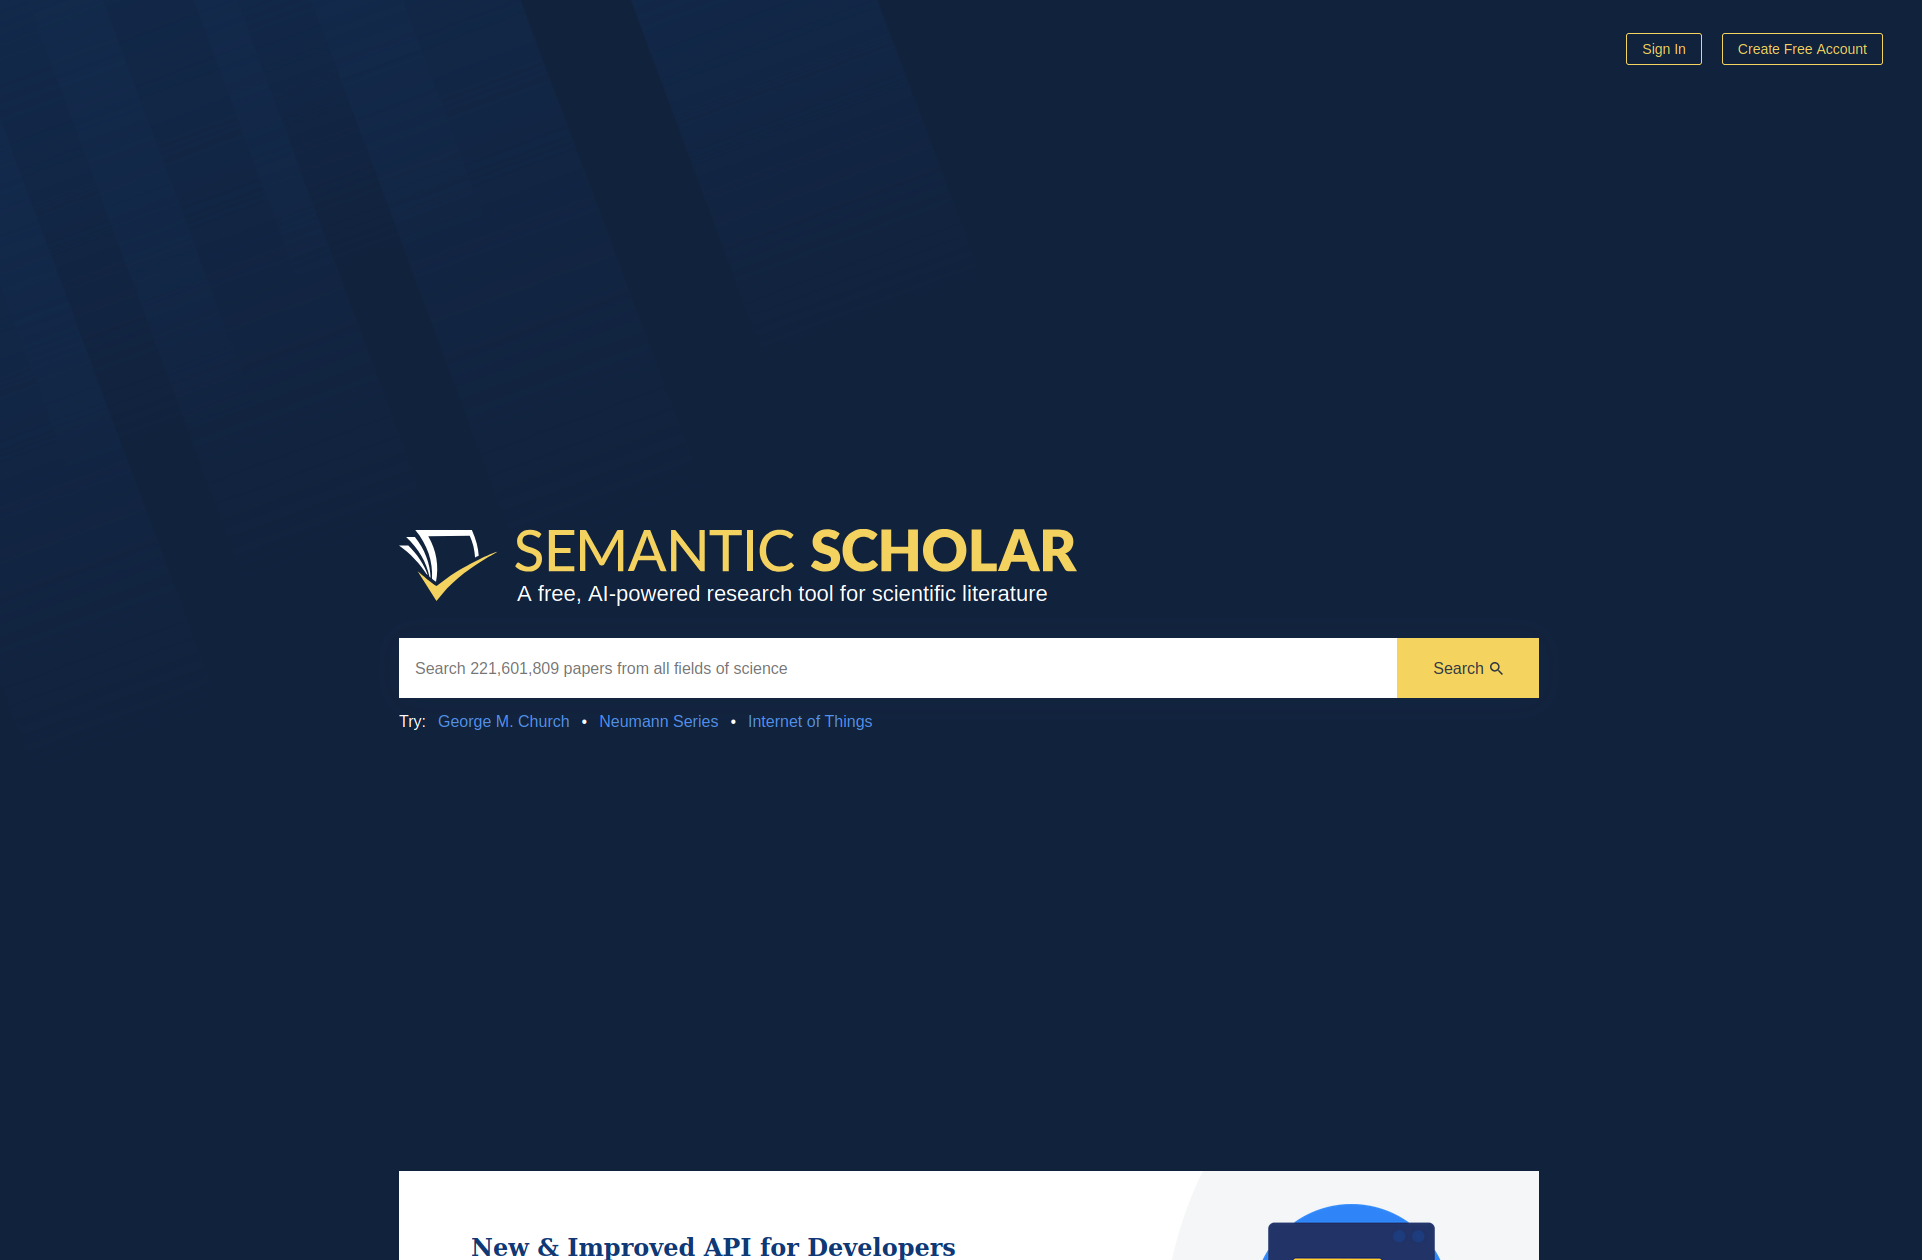 Sign In
Create Free Account
SEMANTIC SCHOLAR
A free, AI-powered research tool for scientific literature
Search 221,601,809 papers from all fields of science
Search
Try: George M. Church • Neumann Series • Internet of Things
New & Improved API for Developers